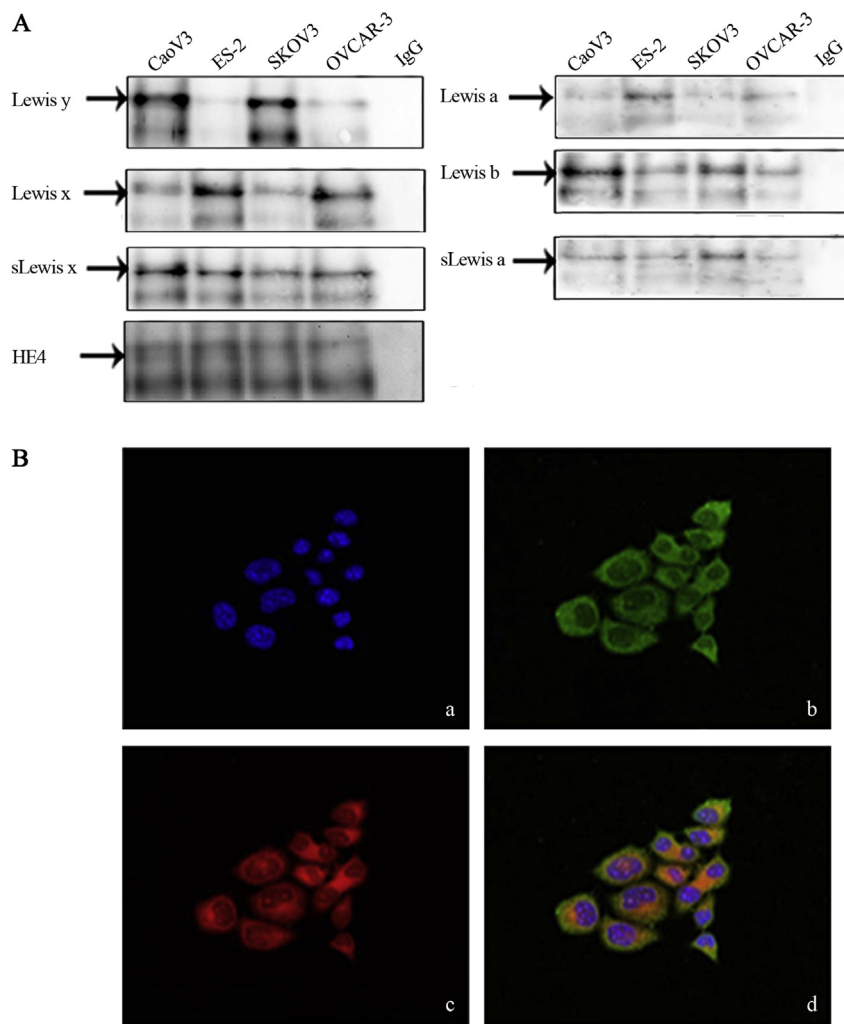 A
CaoV3 ES-2 SKOV3 OVCAR-3 IgG
Lewis y
Lewis x
sLewis x
HE4
CaoV3 ES-2 SKOV3 OVCAR-3 IgG
Lewis a
Lewis b
sLewis a
B
a
b
c
d